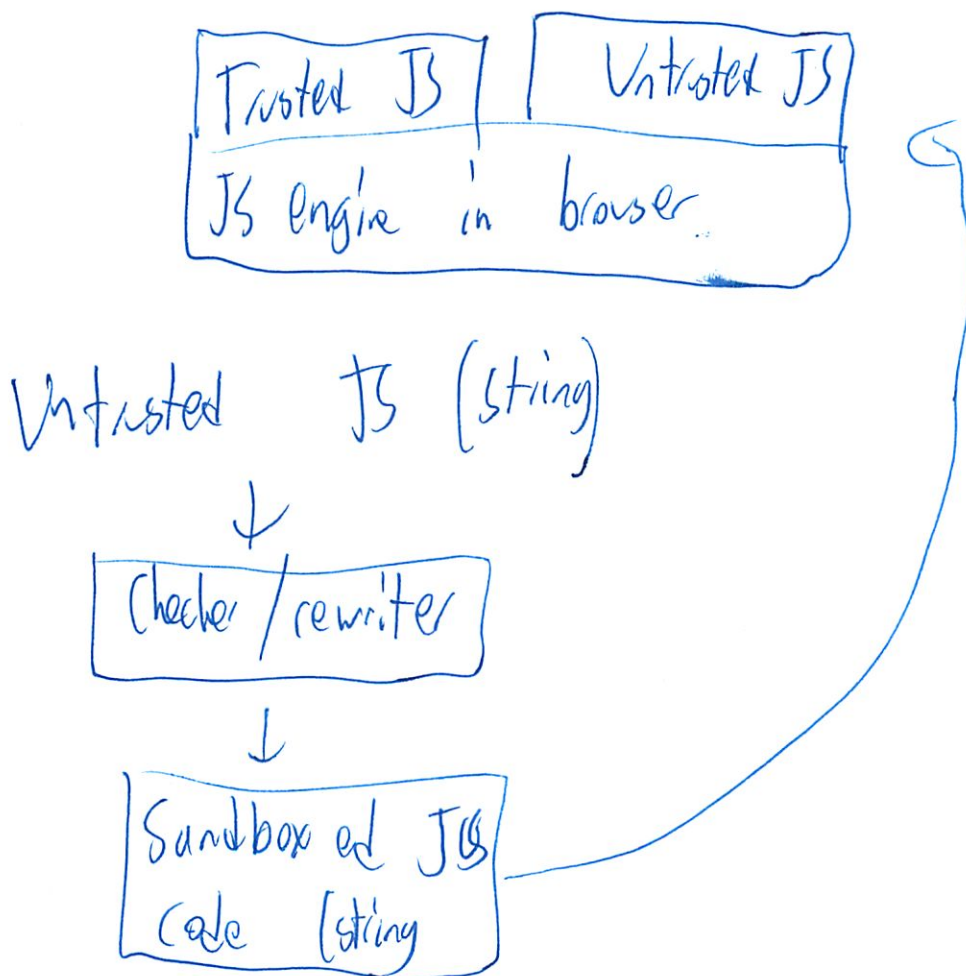 Trusted JS
Untrusted JS
JS engine in browser
Untrusted JS (string)
Checker/rewriter
Sandboxed JS
code (string